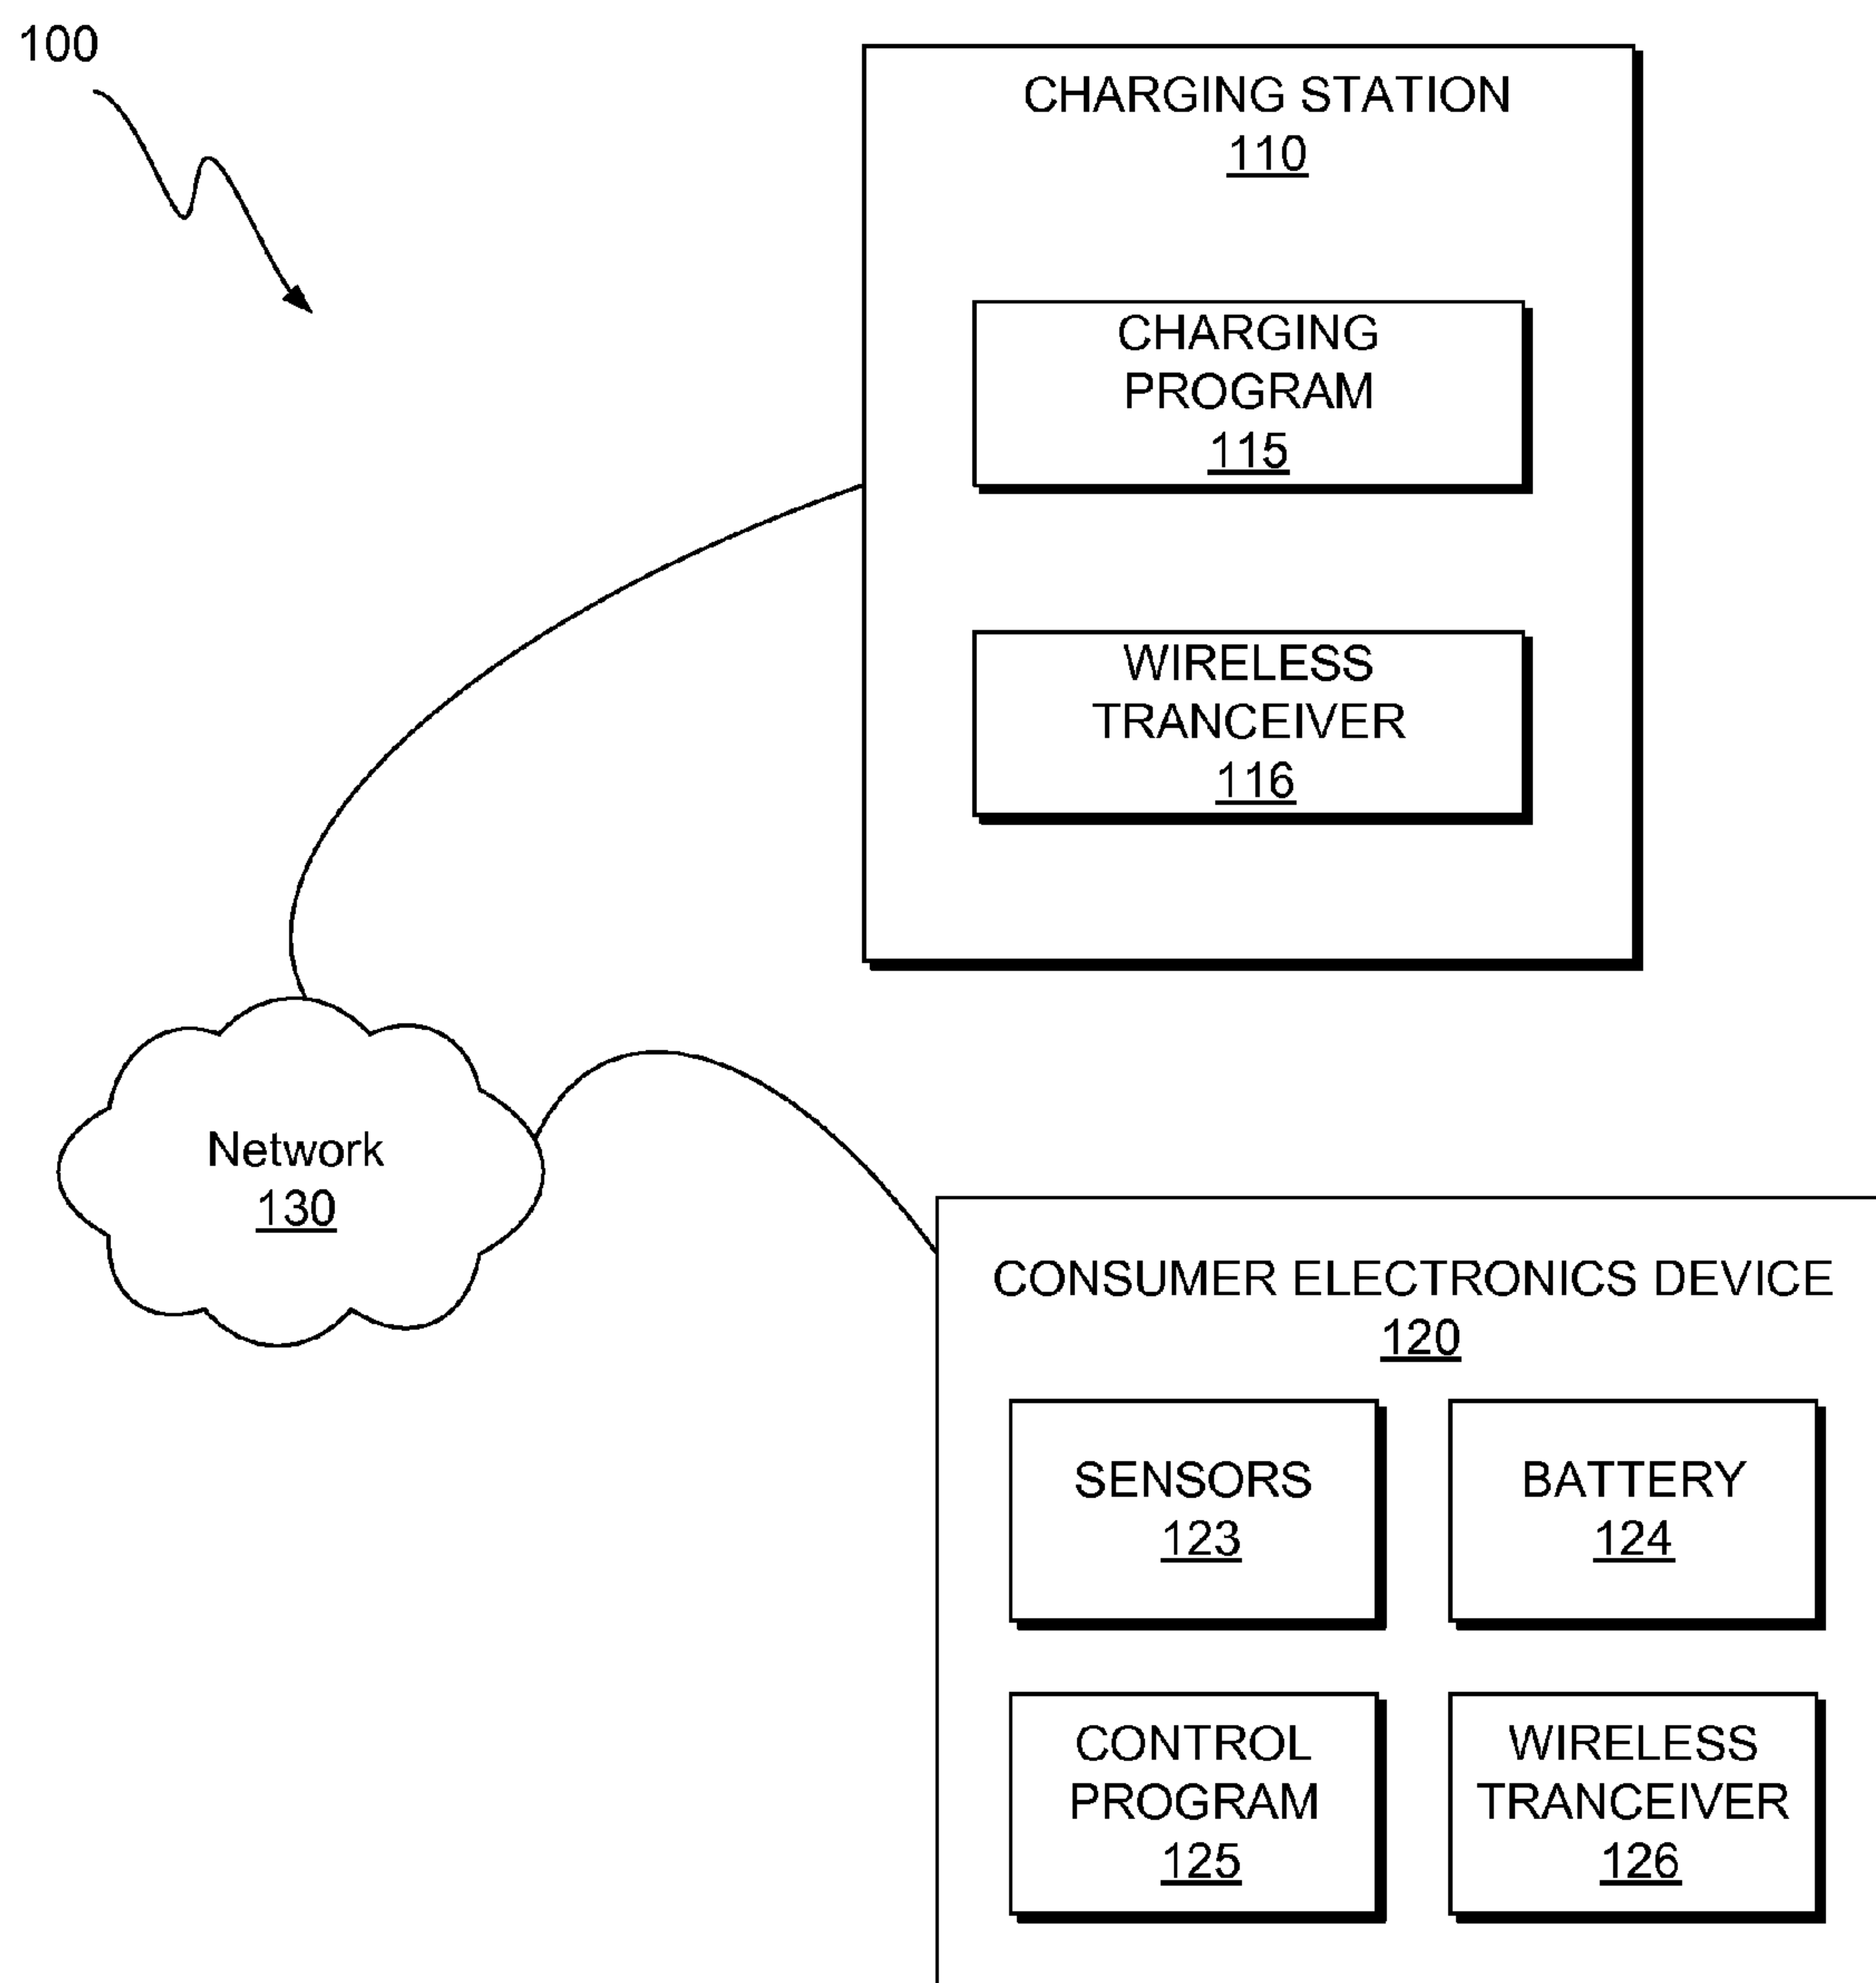 100
CHARGING STATION
110
CHARGING
PROGRAM
115
WIRELESS
TRANCEIVER
116
Network
130
CONSUMER ELECTRONICS DEVICE
120
SENSORS
123
BATTERY
124
CONTROL
PROGRAM
125
WIRELESS
TRANCEIVER
126